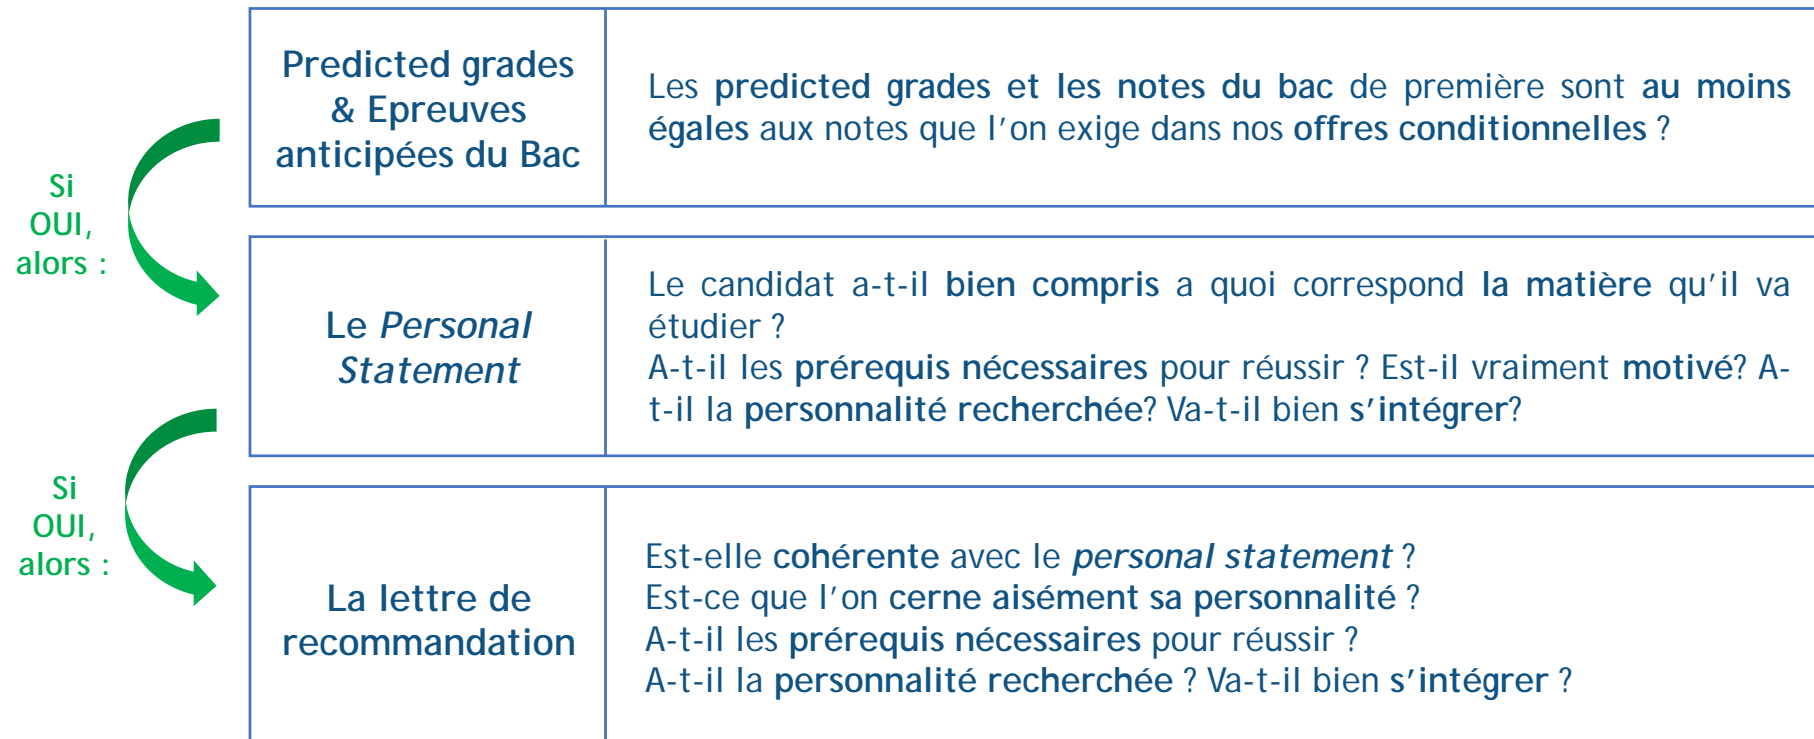 Predicted grades
& Epreuves
anticipées du Bac
Les predicted grades et les notes du bac de première sont au moins
égales aux notes que l’on exige dans nos offres conditionnelles ?
Si
OUI,
alors :
Le Personal
Statement
Le candidat a-t-il bien compris a quoi correspond la matière qu’il va
étudier ?
A-t-il les prérequis nécessaires pour réussir ? Est-il vraiment motivé? A-
t-il la personnalité recherchée? Va-t-il bien s’intégrer?
Si
OUI,
alors :
La lettre de
recommandation
Est-elle cohérente avec le personal statement ?
Est-ce que l’on cerne aisément sa personnalité ?
A-t-il les prérequis nécessaires pour réussir ?
A-t-il la personnalité recherchée ? Va-t-il bien s’intégrer ?